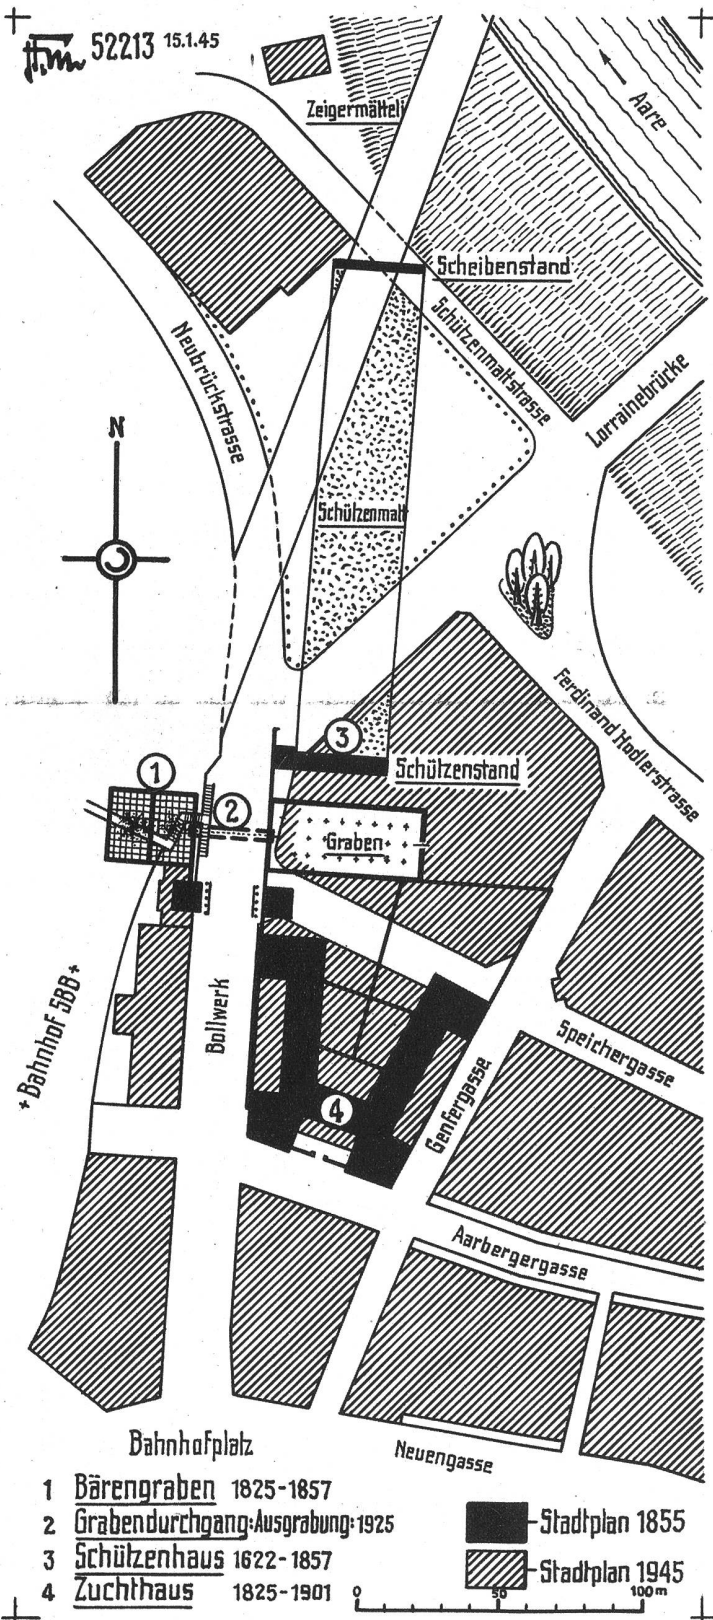 52213 15.1.45
Zeigermätteli
Aare
Scheibenstand
Schützenmattstrasse
Neubrückstrasse
Lorrainebrücke
N
Schützenmatt
Ferdinand Hodlerstrasse
3
1
Schützenstand
2
Graben
Bollwerk
+Bahnhof SBB+
Speichergasse
4
Genfergasse
Aarbergergasse
Bahnhofplatz
Neuengasse
1 Bärengraben 1825-1857
2 Grabendurchgang:Ausgrabung:1925
3 Schützenhaus 1622-1857
4 Zuchthaus 1825-1901
Stadtplan 1855
Stadtplan 1945
0 50 100m